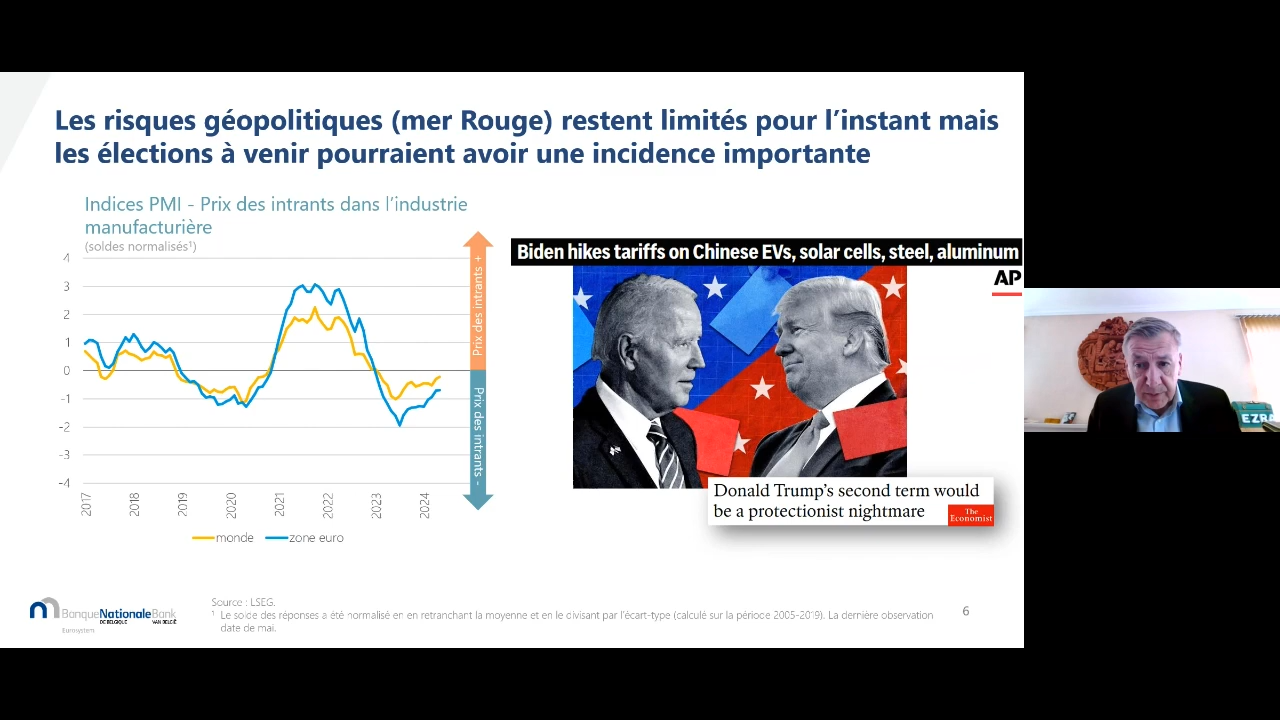 Les risques géopolitiques (mer Rouge) restent limités pour l'instant mais
les élections à venir pourraient avoir une incidence importante
Indices PMI - Prix des intrants dans l'industrie
manufacturière
(soldes normalisés¹)
4
3
2
1
0
-1
-2
-3
-4
2017
2018
2019
2020
2021
2022
2023
2024
Prix des intrants +
Prix des intrants -
monde
zone euro
Biden hikes tariffs on Chinese EVs, solar cells, steel, aluminum
AP
Donald Trump's second term would
be a protectionist nightmare
The
Economist
EZB
BanqueNationaleBank
DE BELGIQUE VAN BELGIË
Eurosystem
Source : LSEG.
¹ Le solde des réponses a été normalisé en en retranchant la moyenne et en le divisant par l'écart-type (calculé sur la période 2005-2019). La dernière observation
date de mai.
6